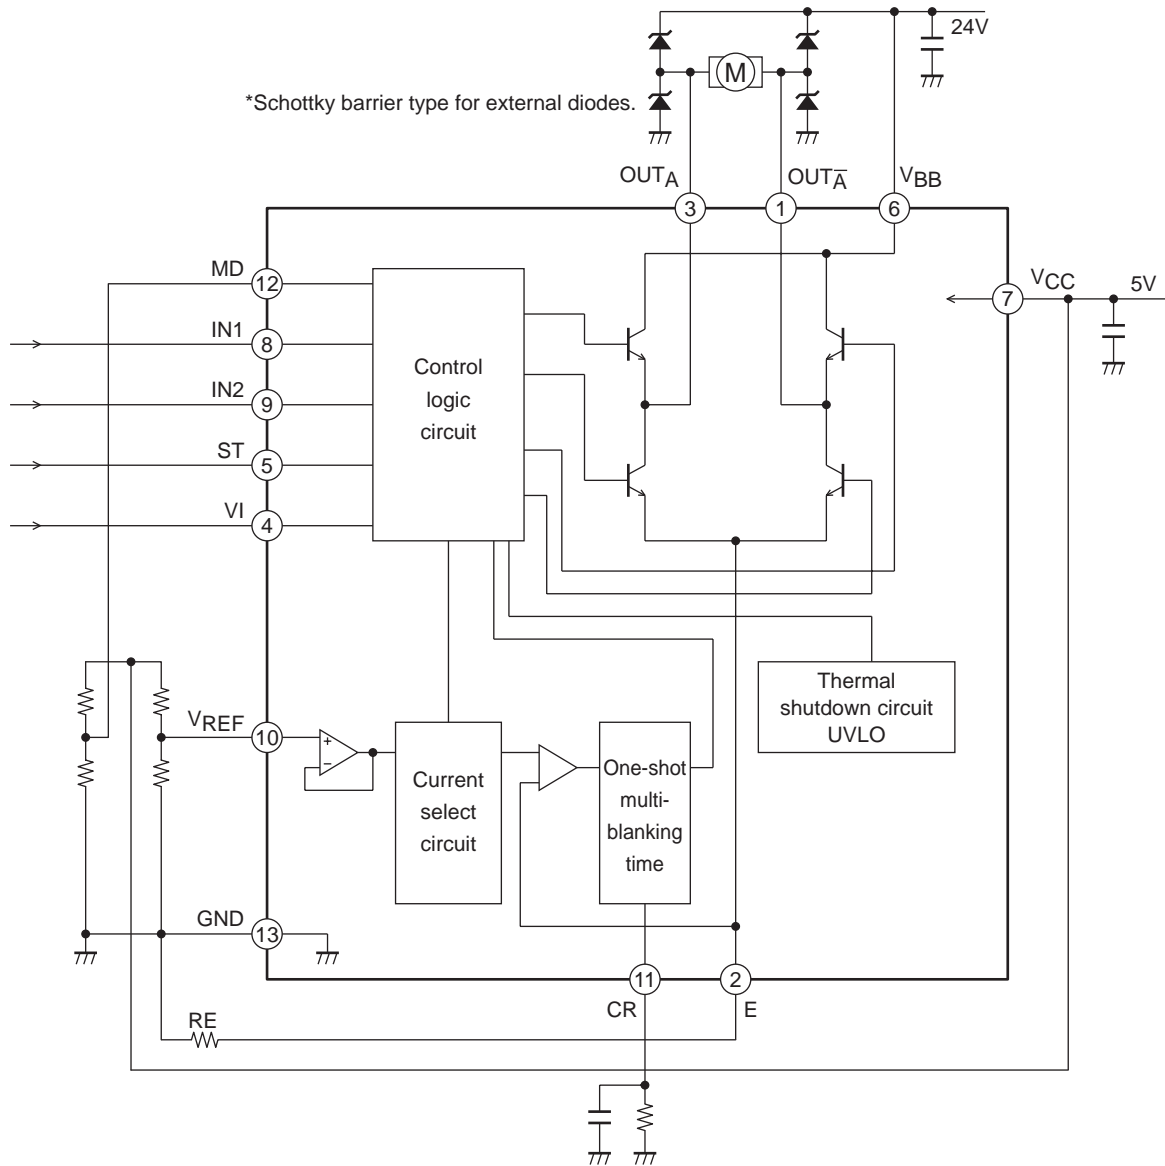 24V
M
*Schottky barrier type for external diodes.
OUTA
OUTA̅
VBB
3
1
6
MD
12
VCC
5V
7
IN1
8
Control
logic
circuit
IN2
9
ST
5
VI
4
Thermal
shutdown circuit
UVLO
VREF
10
+
−
Current
select
circuit
One-shot
multi-
blanking
time
GND
13
11
2
CR
E
RE